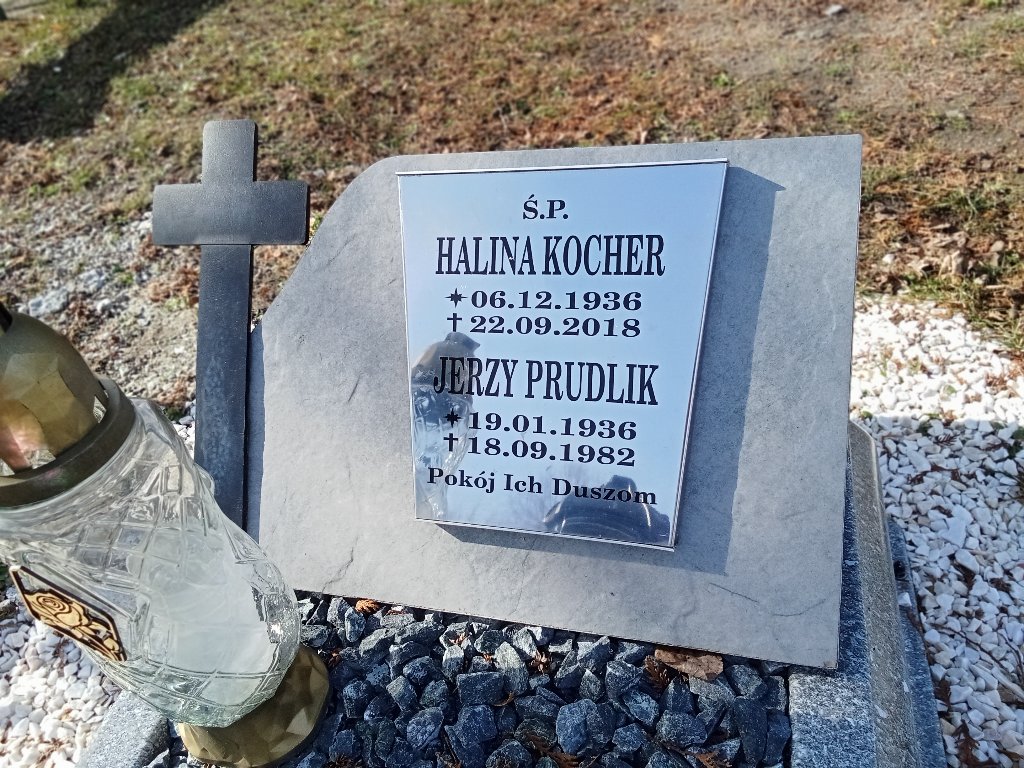 Ś.P.
HALINA KOCHER
✴ 06.12.1936
† 22.09.2018
JERZY PRUDLIK
✴ 19.01.1936
† 18.09.1982
Pokój Ich Duszom